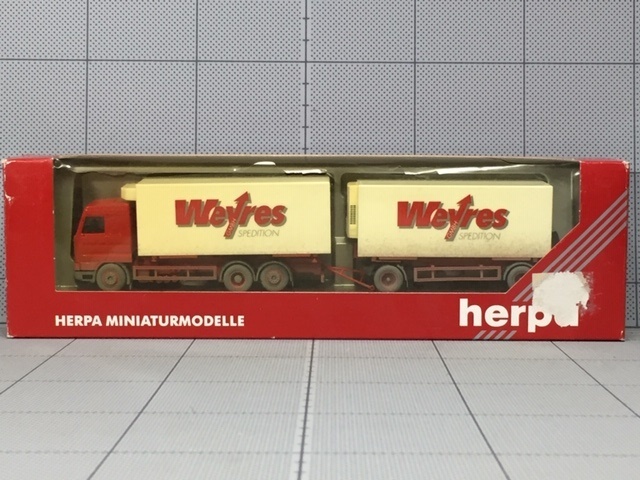 Weyres
SPEDITION
Weyres
SPEDITION
HERPA MINIATURMODELLE
herpa